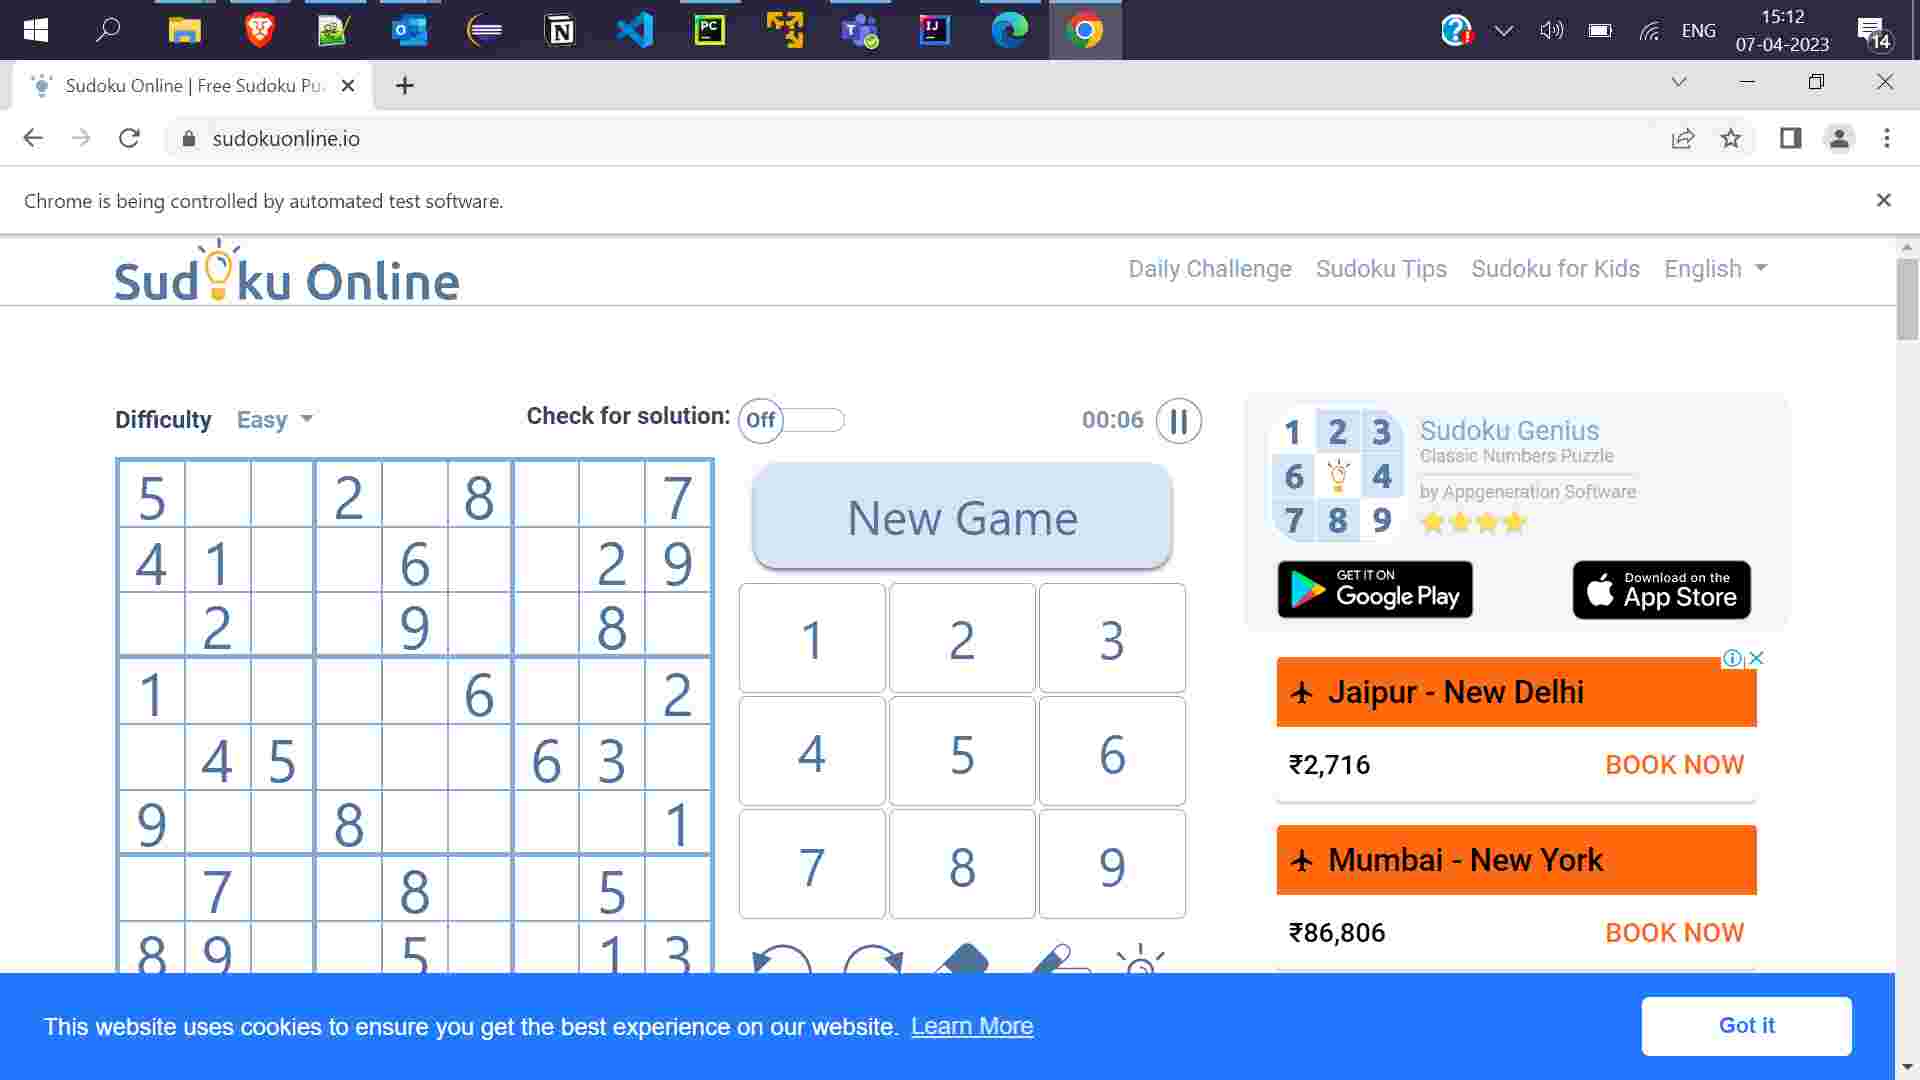 15:12
ENG
07-04-2023
14
Sudoku Online | Free Sudoku Pu
sudokuonline.io
Chrome is being controlled by automated test software.
Sudoku Online
Daily Challenge Sudoku Tips Sudoku for Kids English
Difficulty Easy
Check for solution: Off
00:06
5 2 8 7
4 1 6 2 9
2 9 8
1 6 2
4 5 6 3
9 8 1
7 8 5
8 9 5 1 3
New Game
1 2 3
4 5 6
7 8 9
1 2 3
6 4
7 8 9
Sudoku Genius
Classic Numbers Puzzle
by Appgeneration Software
GET IT ON
Google Play
Download on the
App Store
Jaipur - New Delhi
₹2,716 BOOK NOW
Mumbai - New York
₹86,806 BOOK NOW
This website uses cookies to ensure you get the best experience on our website. Learn More
Got it